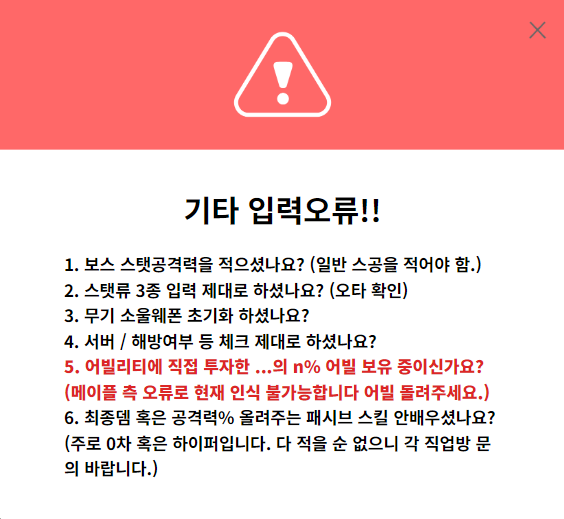 기타 입력오류!!
1. 보스 스탯공격력을 적으셨나요? (일반 스공을 적어야 함.)
2. 스탯류 3종 입력 제대로 하셨나요? (오타 확인)
3. 무기 소울웨폰 초기화 하셨나요?
4. 서버 / 해방여부 등 체크 제대로 하셨나요?
5. 어빌리티에 직접 투자한 ...의 n% 어빌 보유 중이신가요?
(메이플 측 오류로 현재 인식 불가능합니다 어빌 돌려주세요.)
6. 최종뎀 혹은 공격력% 올려주는 패시브 스킬 안배우셨나요?
(주로 0차 혹은 하이퍼입니다. 다 적을 순 없으니 각 직업방 문
의 바랍니다.)